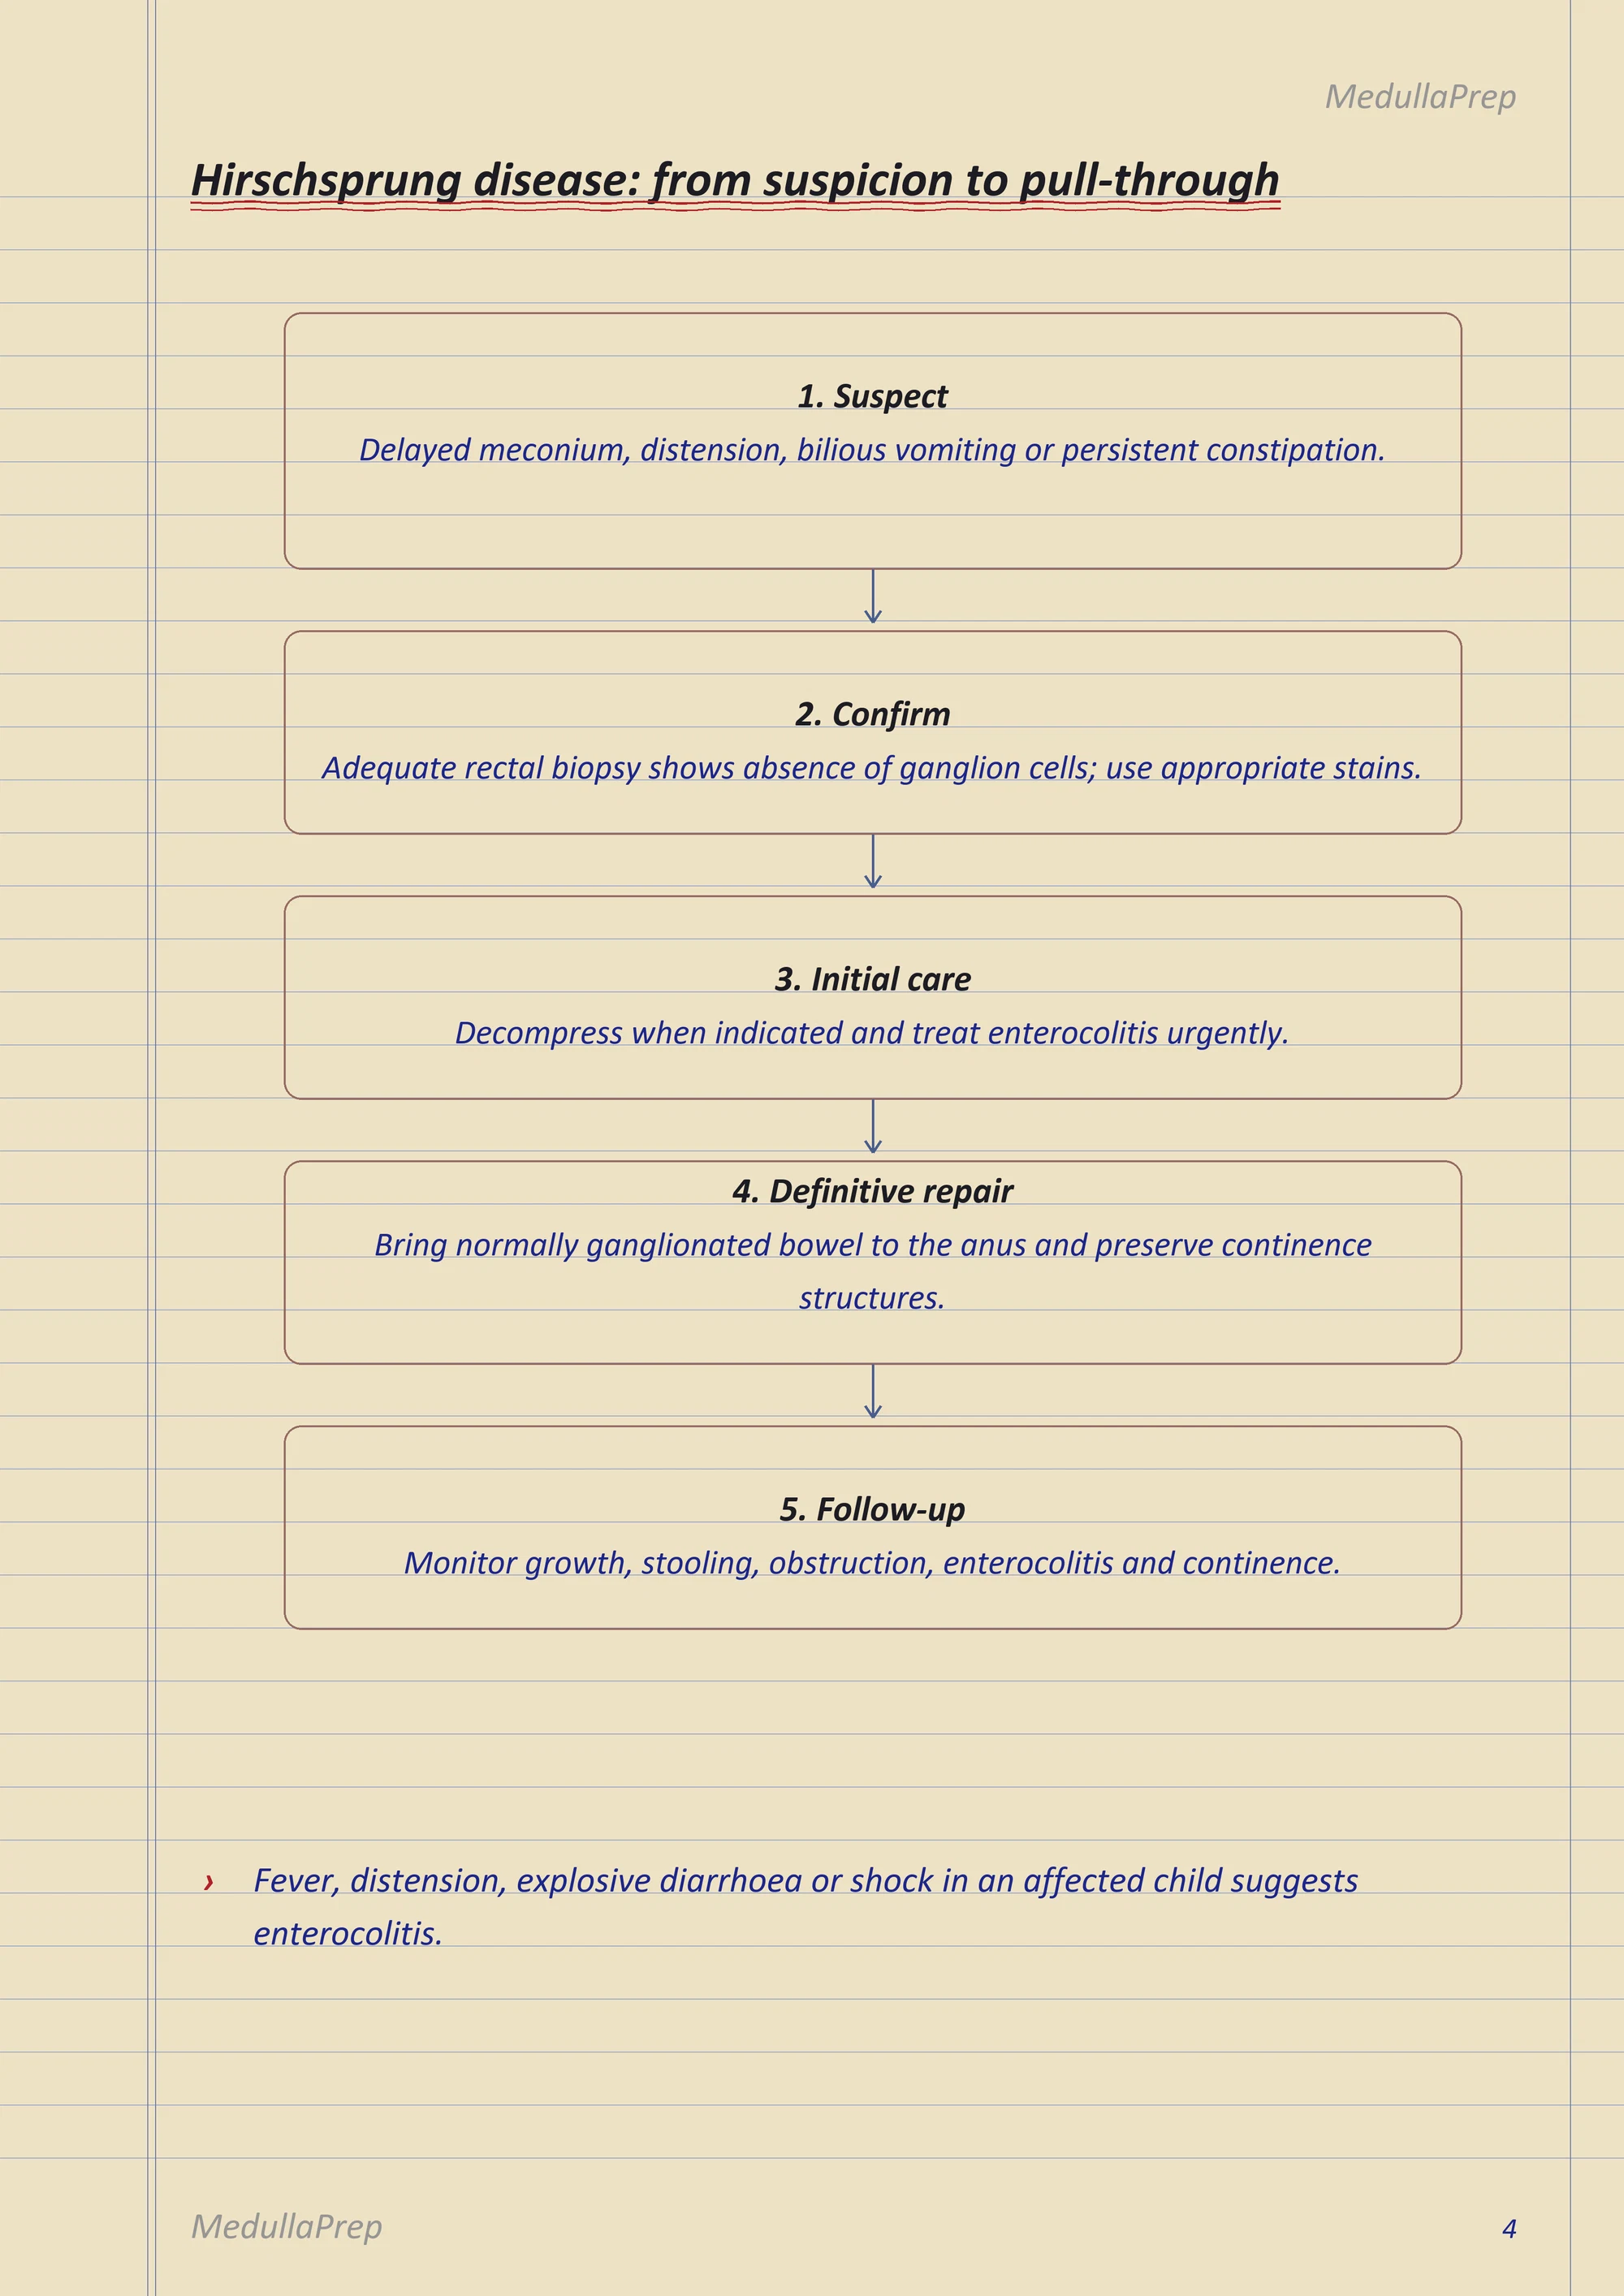 MedullaPrep
Hirschsprung disease: from suspicion to pull-through
1. Suspect
Delayed meconium, distension, bilious vomiting or persistent constipation.
2. Confirm
Adequate rectal biopsy shows absence of ganglion cells; use appropriate stains.
3. Initial care
Decompress when indicated and treat enterocolitis urgently.
4. Definitive repair
Bring normally ganglionated bowel to the anus and preserve continence
structures.
5. Follow-up
Monitor growth, stooling, obstruction, enterocolitis and continence.
› Fever, distension, explosive diarrhoea or shock in an affected child suggests
enterocolitis.
MedullaPrep
4